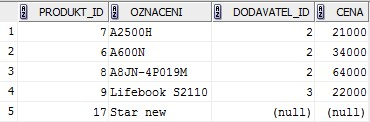 PRODUKT_ID OZNACENI DODAVATEL_ID CENA
1 7 A2500H 2 21000
2 6 A600N 2 34000
3 8 A8JN-4P019M 2 64000
4 9 Lifebook S2110 3 22000
5 17 Star new (null) (null)